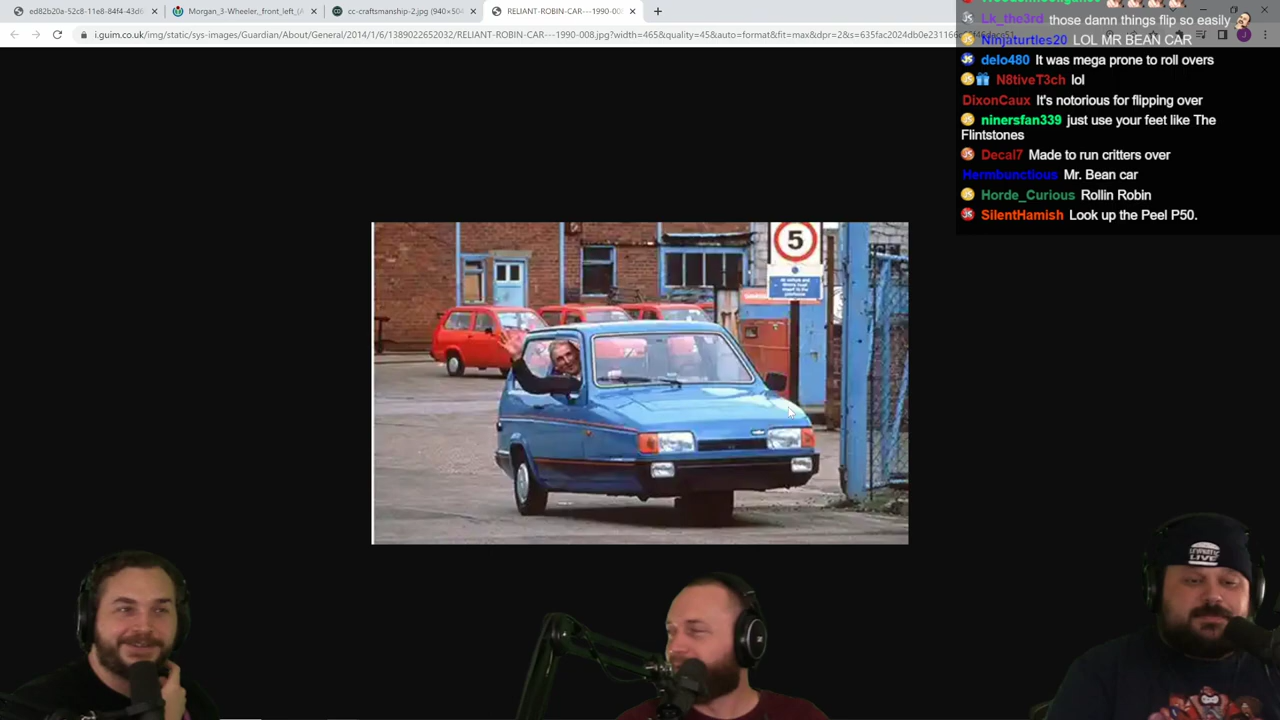 ed82b20a-52c8-11e8-84f4-43d6
Morgan_3-Wheeler_front_left_(A
cc-craftsmanship-2.jpg (940×504
RELIANT-ROBIN-CAR---1990-00
i.guim.co.uk/img/static/sys-images/Guardian/About/General/2014/1/6/1389022652032/RELIANT-ROBIN-CAR---1990-008.jpg?width=465&quality=45&auto=format&fit=max&dpr=2&s=635fac2024db0e231166
Lk_the3rd those damn things flip so easily
Ninjaturtles20 LOL MR BEAN CAR
delo480 It was mega prone to roll overs
N8tiveT3ch lol
DixonCaux It's notorious for flipping over
ninersfan339 just use your feet like The
Flintstones
Decal7 Made to run critters over
Hermbunctious Mr. Bean car
Horde_Curious Rollin Robin
SilentHamish Look up the Peel P50.
5
LIVE